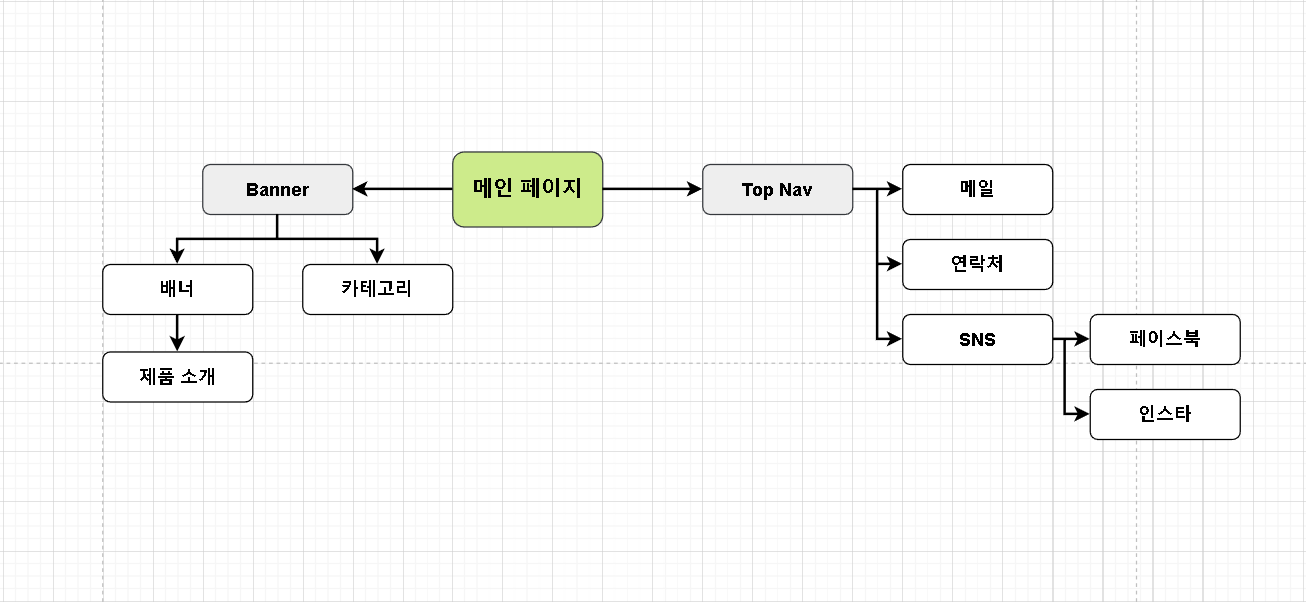 메인 페이지
Banner
Top Nav
메일
배너
카테고리
연락처
제품 소개
SNS
페이스북
인스타